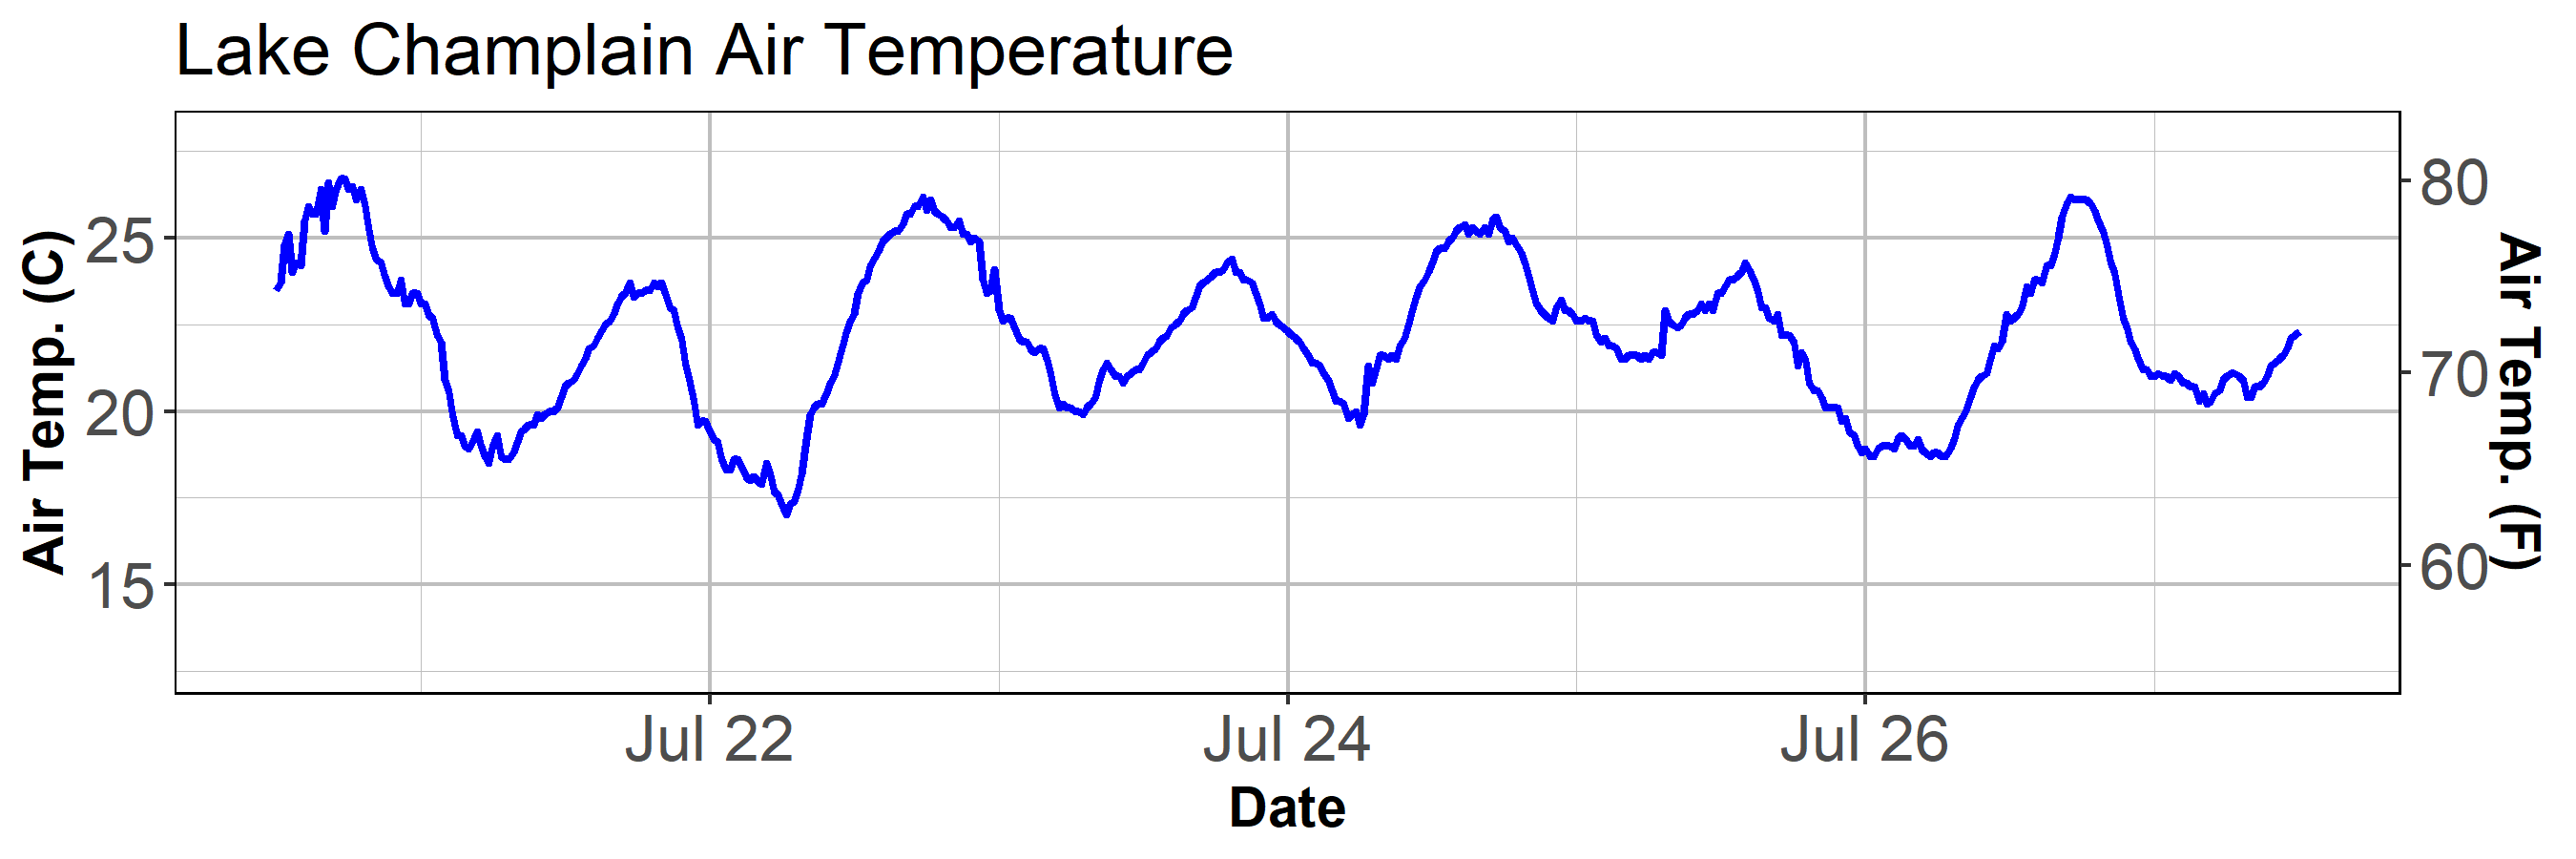 Lake Champlain Air Temperature
Air Temp. (C)
25
20
15
80
70
60
Air Temp. (F)
Jul 22
Jul 24
Jul 26
Date